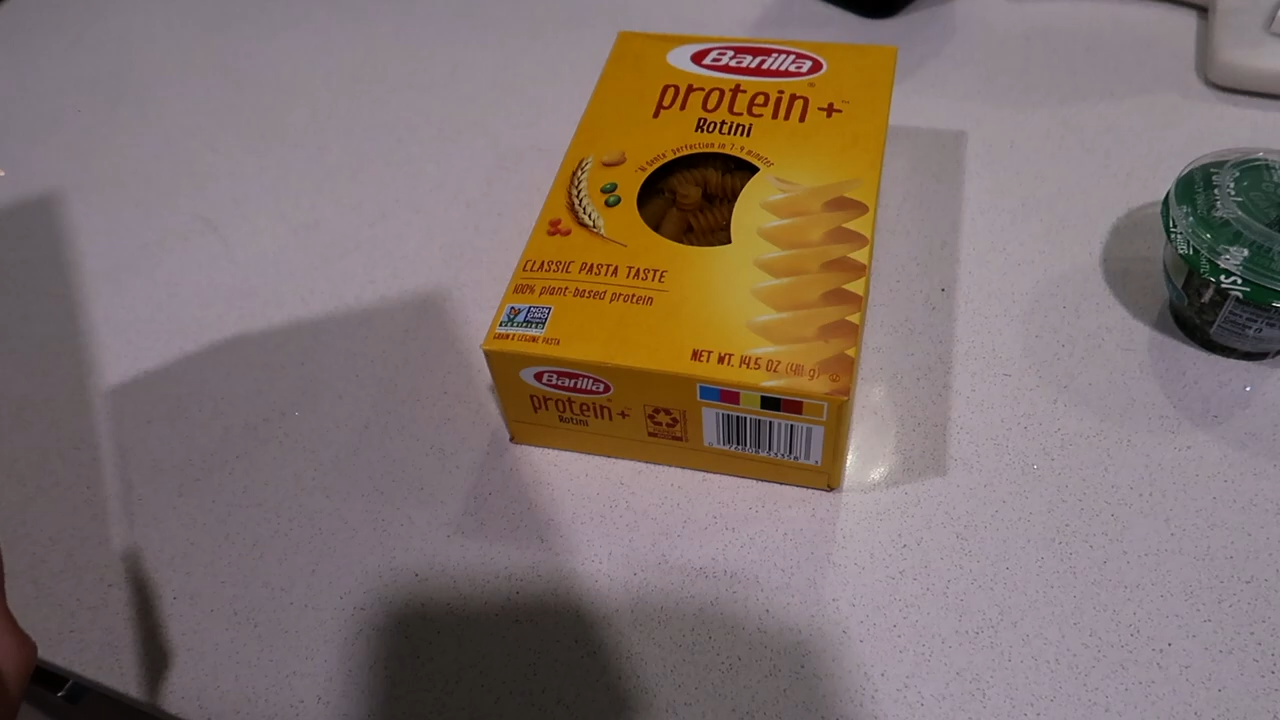 Barilla
protein+™
Rotini
"Al dente" perfection in 7-9 minutes
CLASSIC PASTA TASTE
100% plant-based protein
NON
GMO
Project
VERIFIED
GRAIN & LEGUME PASTA
NET WT. 14.5 OZ (411 g)
Barilla
protein+
Rotini